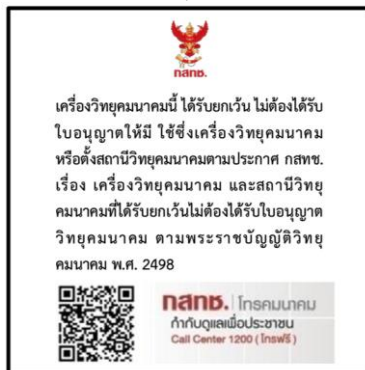 กสทช.
เครื่องวิทยุคมนาคมนี้ ได้รับยกเว้น ไม่ต้องได้รับ
ใบอนุญาตให้มี ใช้ซึ่งเครื่องวิทยุคมนาคม
หรือตั้งสถานีวิทยุคมนาคมตามประกาศ กสทช.
เรื่อง เครื่องวิทยุคมนาคม และสถานีวิทยุ
คมนาคมที่ได้รับยกเว้นไม่ต้องได้รับใบอนุญาต
วิทยุคมนาคม ตามพระราชบัญญัติวิทยุ
คมนาคม พ.ศ. 2498
กสทช. | โทรคมนาคม
กำกับดูแลเพื่อประชาชน
Call Center 1200 (โทรฟรี)